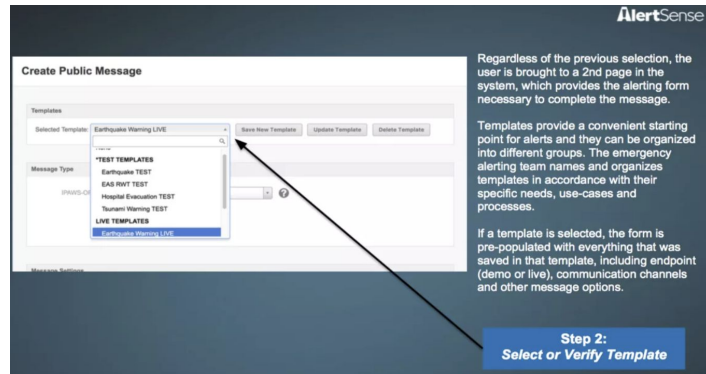 AlertSense
Create Public Message
Templates
Selected Template: Earthquake Warning LIVE
Save New Template
Update Template
Delete Template
*TEST TEMPLATES
Earthquake TEST
EAS RWT TEST
Hospital Evacuation TEST
Tsunami Warning TEST
LIVE TEMPLATES
Earthquake Warning LIVE
Message Type
Message Settings
Regardless of the previous selection, the
user is brought to a 2nd page in the
system, which provides the alerting form
necessary to complete the message.
Templates provide a convenient starting
point for alerts and they can be organized
into different groups. The emergency
alerting team names and organizes
templates in accordance with their
specific needs, use-cases and
processes.
If a template is selected, the form is
pre-populated with everything that was
saved in that template, including endpoint
(demo or live), communication channels
and other message options.
Step 2:
Select or Verify Template